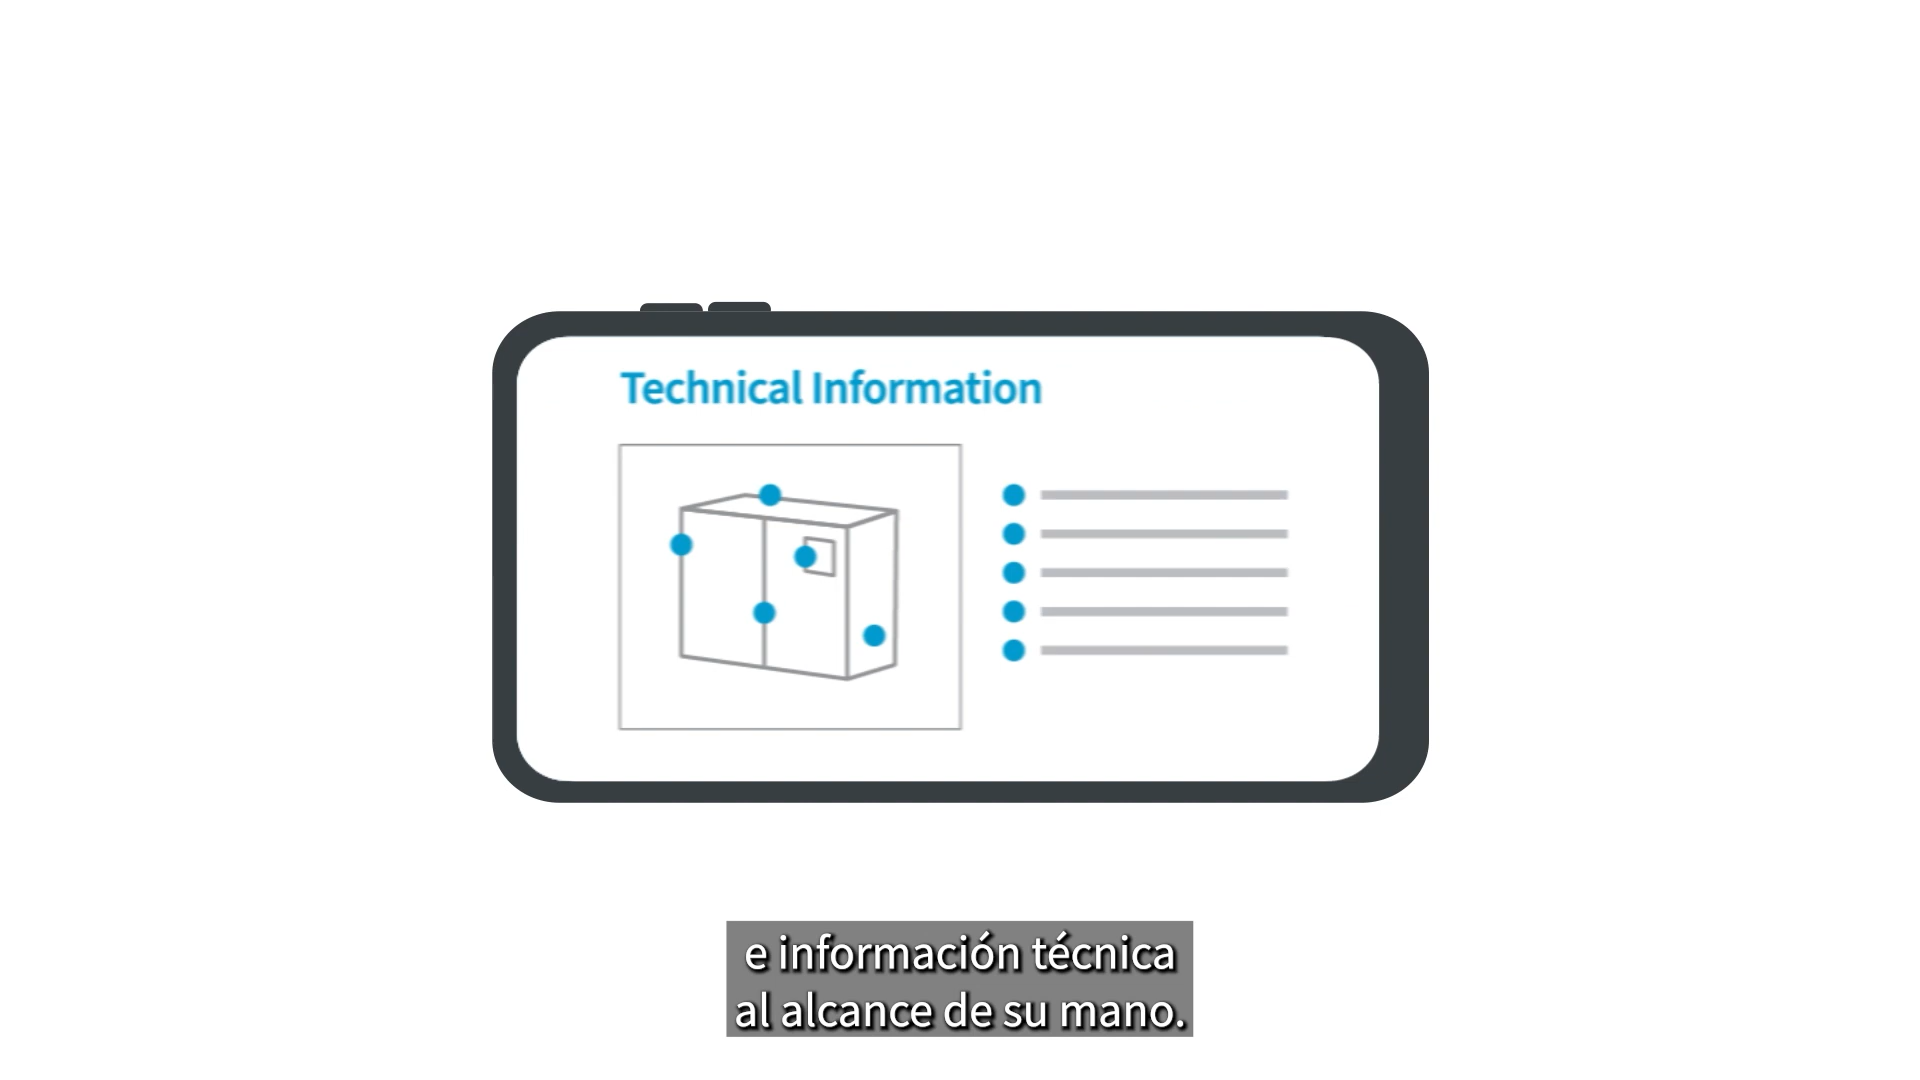 Technical Information
e información técnica
al alcance de su mano.